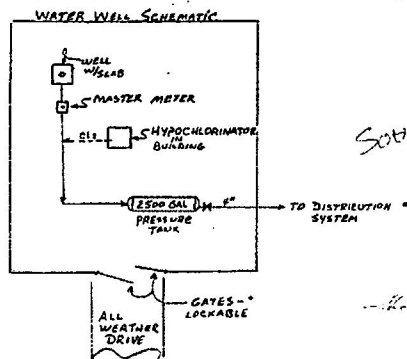 WATER WELL SCHEMATIC
WELL
W/SLAB
MASTER METER
CL2
HYPOCHLORINATOR
IN
BUILDING
2500 GAL
PRESSURE
TANK
4"
TO DISTRIBUTION
SYSTEM
GATES-
LOCKABLE
ALL
WEATHER
DRIVE